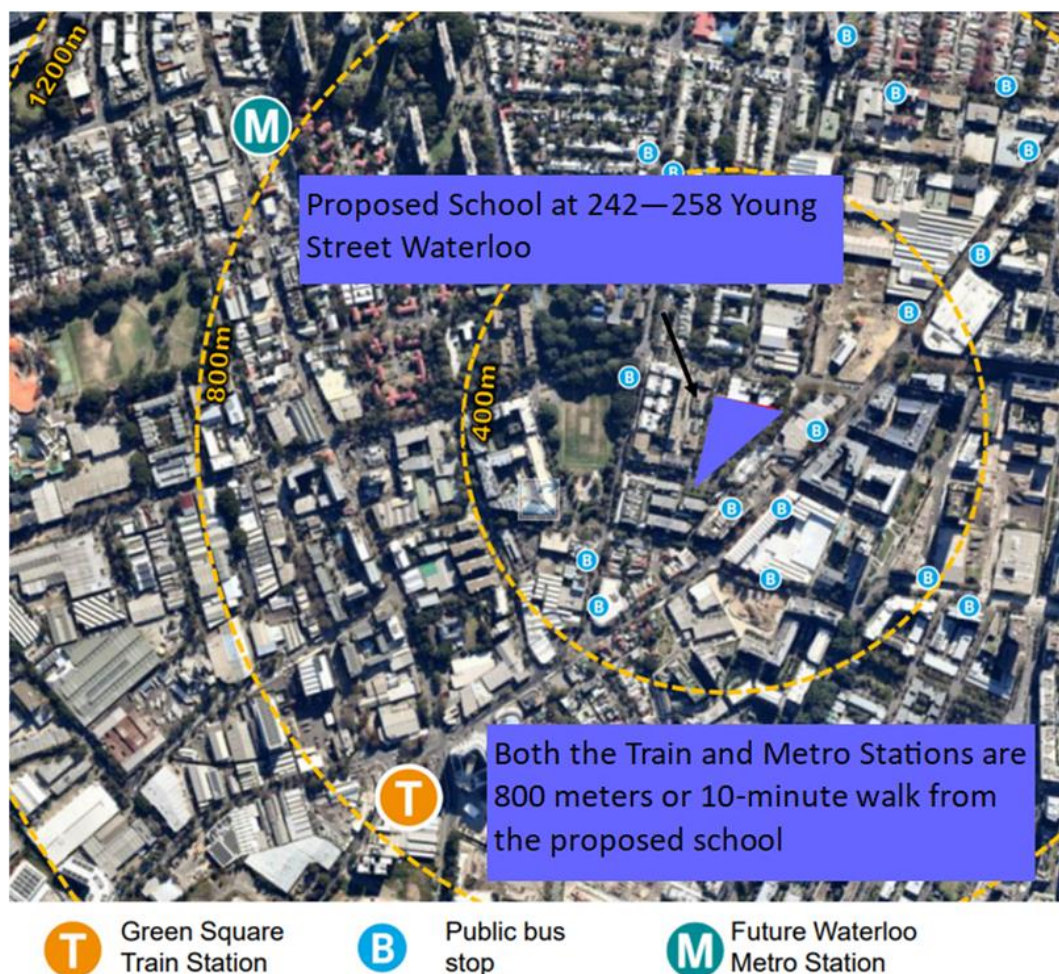 1200m
B
B
B
M
B
B
B
Proposed School at 242—258 Young
Street Waterloo
B
B
800m
400m
B
B
B
B
B
B
B
B
B
Both the Train and Metro Stations are
800 meters or 10-minute walk from
the proposed school
T
T Green Square
Train Station
B Public bus
stop
M Future Waterloo
Metro Station